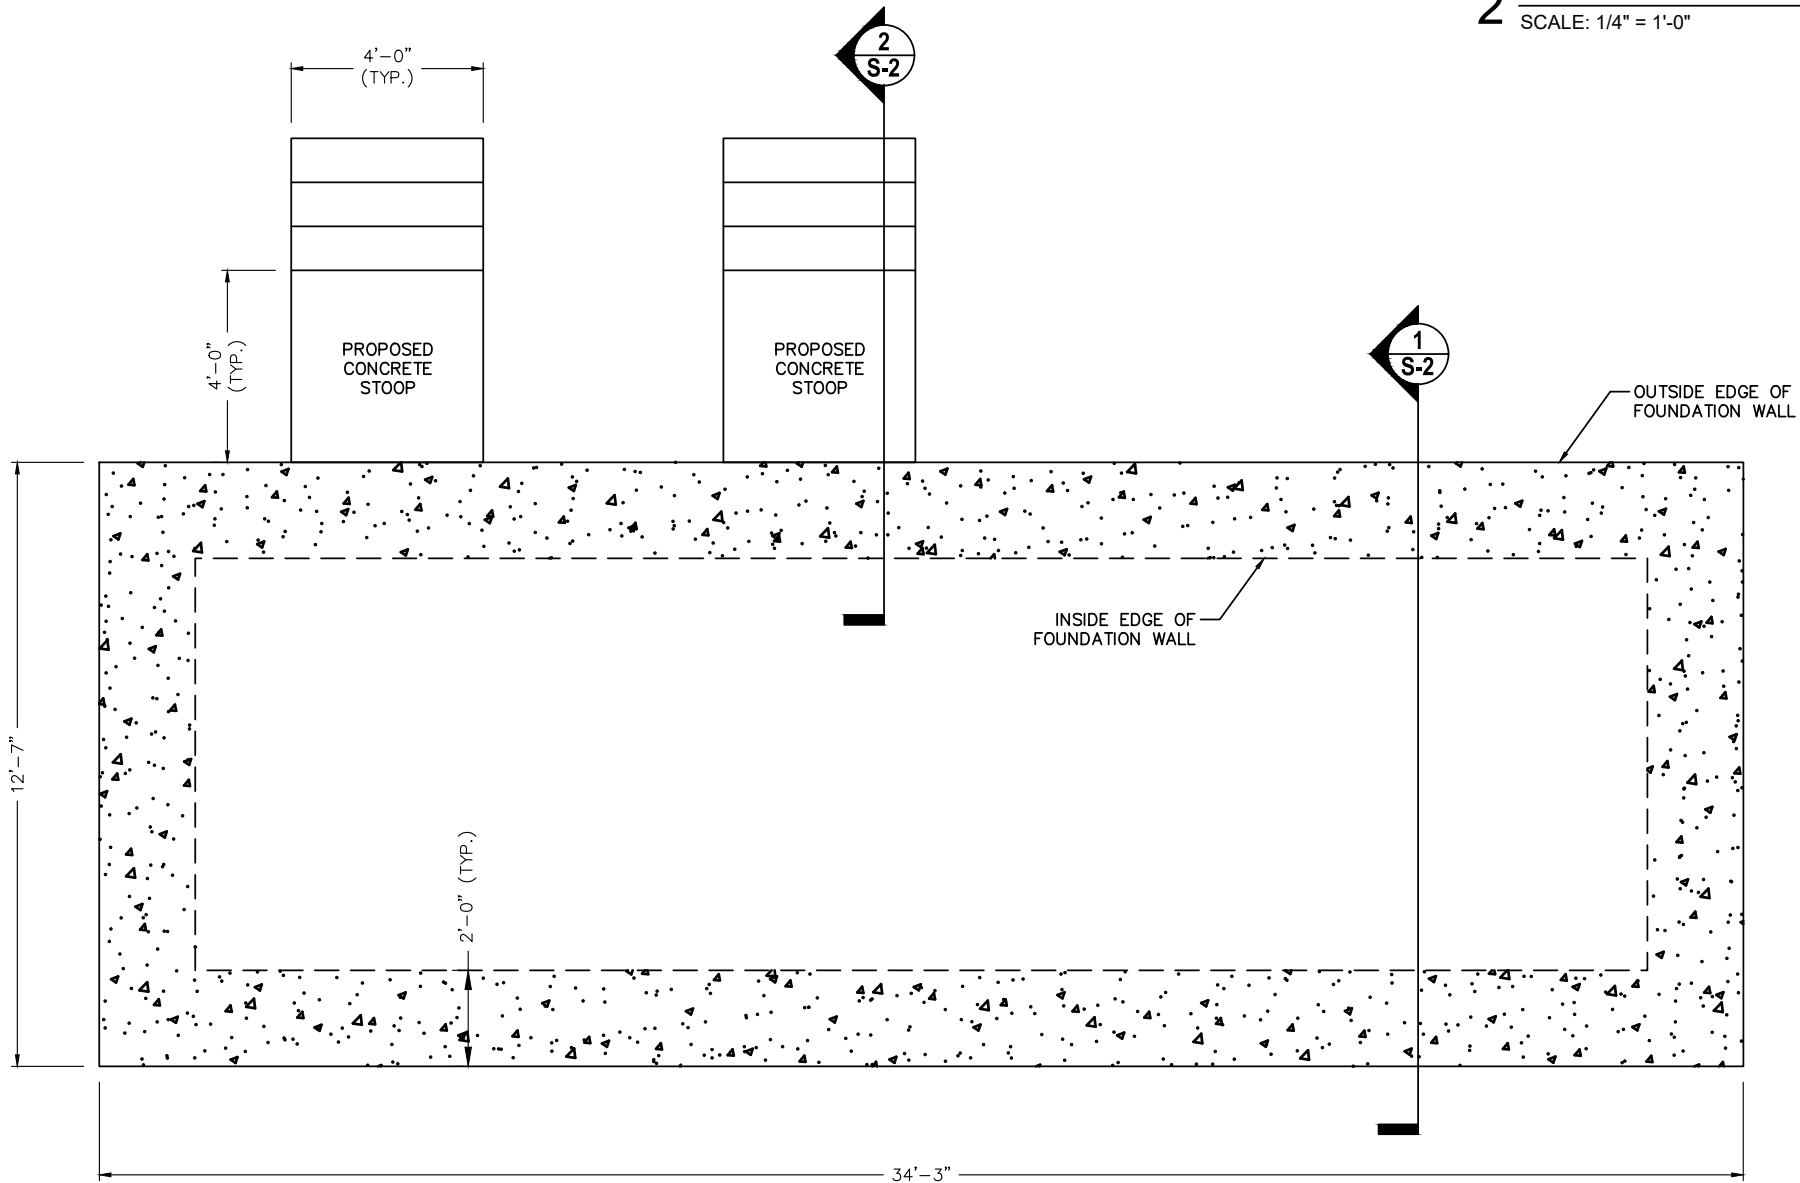 2
SCALE: 1/4" = 1'-0"
4'-0"
(TYP.)
2
S-2
4'-0"
(TYP.)
PROPOSED
CONCRETE
STOOP
PROPOSED
CONCRETE
STOOP
1
S-2
OUTSIDE EDGE OF
FOUNDATION WALL
INSIDE EDGE OF
FOUNDATION WALL
12'-7"
2'-0" (TYP.)
34'-3"